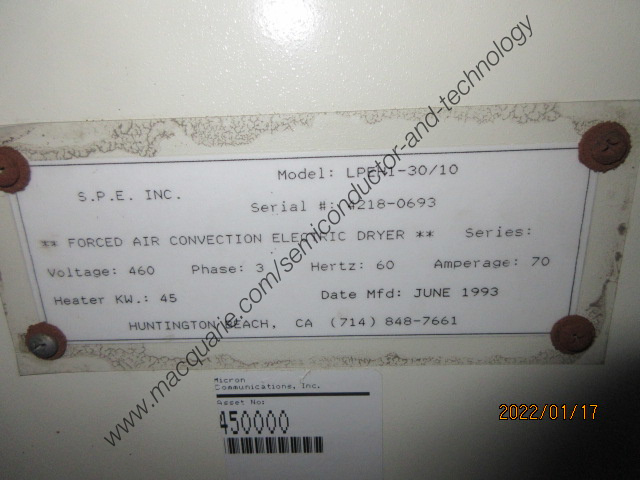 Model: LPEN1-30/10
S.P.E. INC.
Serial #: #218-0693
** FORCED AIR CONVECTION ELECTRIC DRYER ** Series:
Voltage: 460 Phase: 3 Hertz: 60 Amperage: 70
Heater KW.: 45 Date Mfd: JUNE 1993
HUNTINGTON BEACH, CA (714) 848-7661
Micron
Communications, Inc.
Asset No:
450000
2022/01/17
www.macquarie.com/semiconductor-and-technology